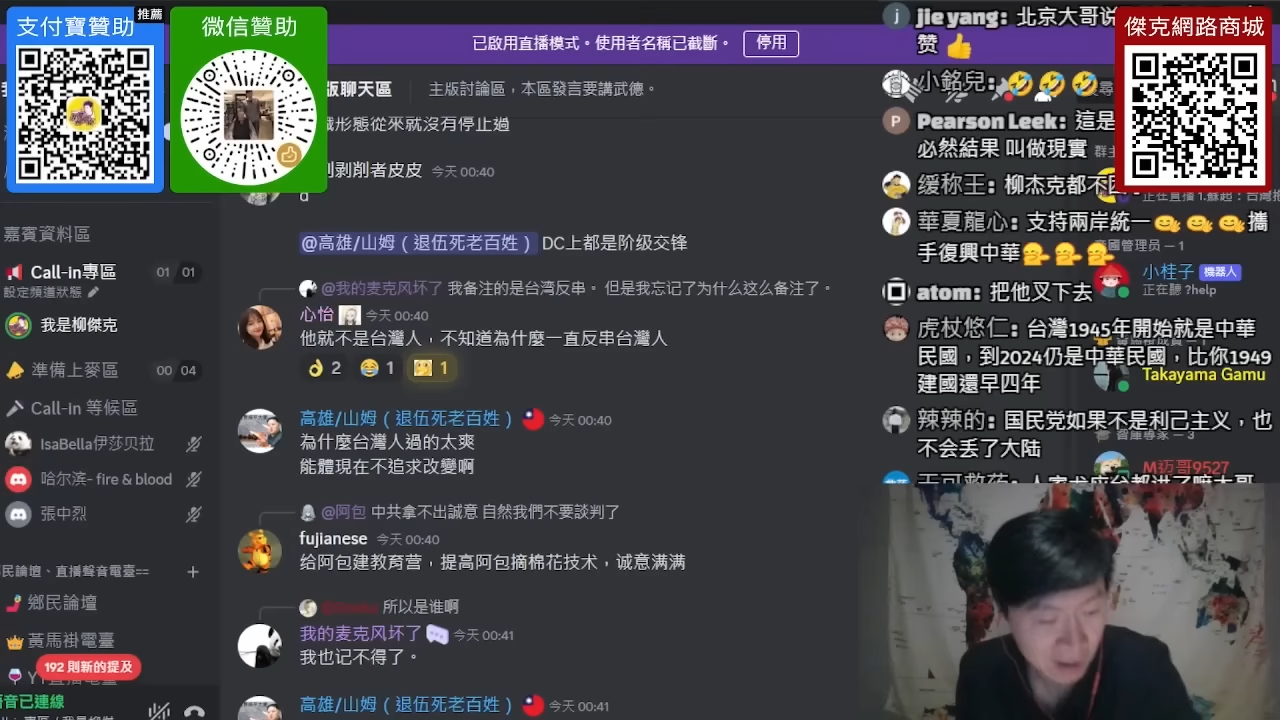 支付寶贊助
推薦
微信贊助
已啟用直播模式。使用者名稱已截斷。
停用
傑克網路商城
版聊天區
主版討論區，本區發言要講武德。
識形態從來就沒有停止過
剝削者皮皮 今天 00:40
@高雄/山姆（退伍死老百姓） DC上都是阶级交锋
@我的麦克风坏了 我备注的是台湾反串。 但是我忘记了为什么这么备注了。
心怡 今天 00:40
他就不是台灣人，不知道為什麼一直反串台灣人
2
1
1
高雄/山姆（退伍死老百姓） 今天 00:40
為什麼台灣人過的太爽
能體現在不追求改變啊
@阿包 中共拿不出誠意 自然我們不要談判了
fujianese 今天 00:40
给阿包建教育营，提高阿包摘棉花技术，诚意满满
所以是谁啊
我的麦克风坏了 今天 00:41
我也记不得了。
高雄/山姆（退伍死老百姓） 今天 00:41
嘉賓資料區
Call-in專區 01 01
設定頻道狀態
我是柳傑克
準備上麥區 00 04
Call-in 等候區
IsaBella伊莎贝拉
哈尔滨- fire & blood
張中烈
民論壇、直播聲音電臺==
鄉民論壇
黃馬褂電臺
192 則新的提及
音已連線
jie yang: 北京大哥说
赞
小銘兒:
Pearson Leek: 這是
必然結果 叫做現實
缓称王: 柳杰克都不
華夏龍心: 支持兩岸統一 攜
手復興中華
atom: 把他叉下去
虎杖悠仁: 台灣1945年開始就是中華
民國，到2024仍是中華民國，比你1949
建國還早四年
辣辣的: 国民党如果不是利己主义，也
不会丢了大陆
小桂子 機器人
正在聽 ?help
Takayama Gamu
M迈哥9527